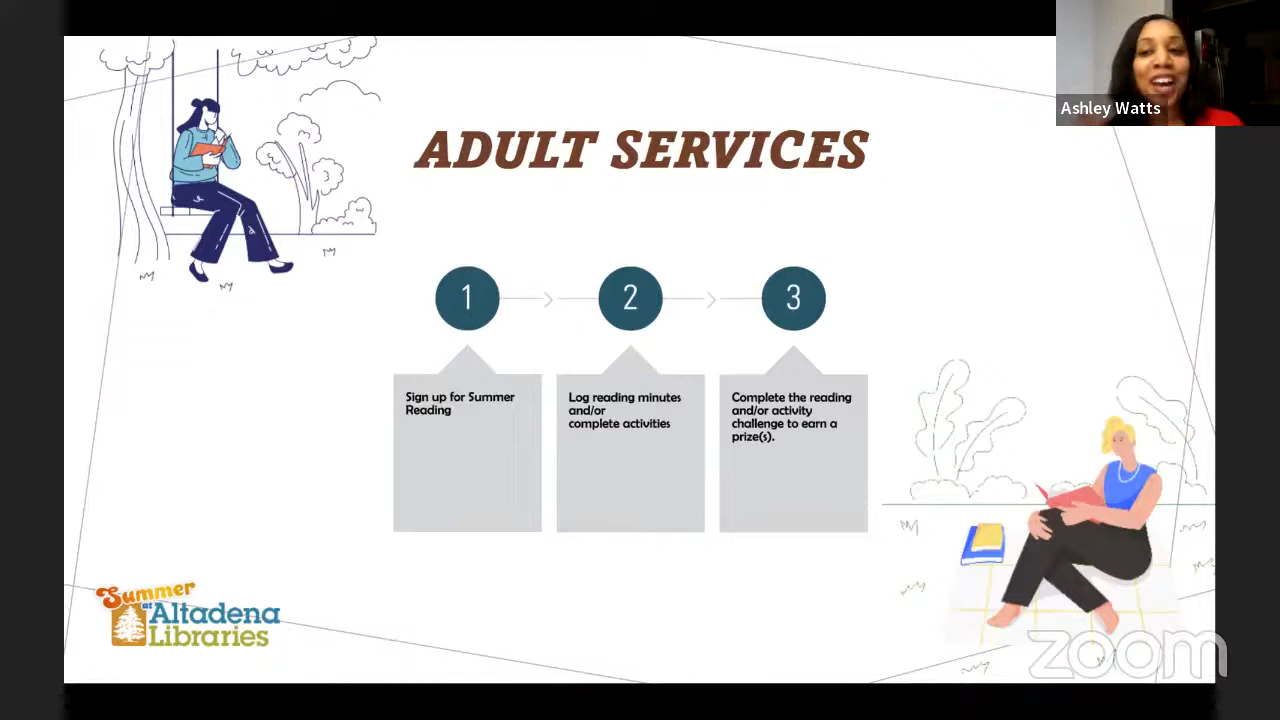 Ashley Watts
ADULT SERVICES
1
2
3
Sign up for Summer
Reading
Log reading minutes
and/or
complete activities
Complete the reading
and/or activity
challenge to earn a
prize(s).
Summer
at Altadena
Libraries
zoom